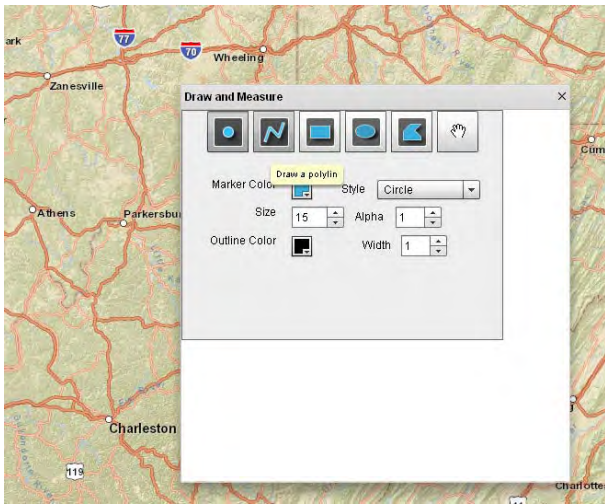 ark
77
70
Wheeling
Zanesville
Draw and Measure
Draw a polylin
Marker Color
Style
Circle
Size
15
Alpha
1
Outline Color
Width
1
Athens
Parkersbu
Cum
Charleston
119
Charlotte